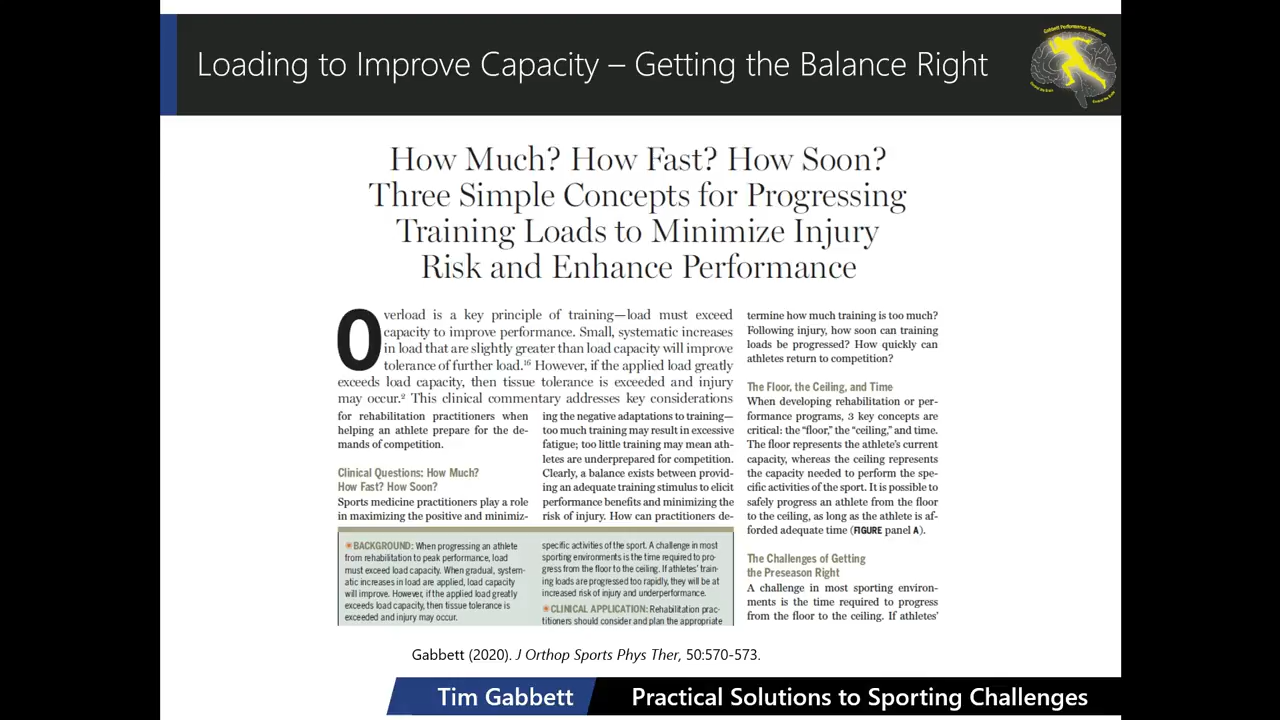 Loading to Improve Capacity – Getting the Balance Right
Gabbett Performance Solutions
How Much? How Fast? How Soon?
Three Simple Concepts for Progressing
Training Loads to Minimize Injury
Risk and Enhance Performance
Overload is a key principle of training—load must exceed
capacity to improve performance. Small, systematic increases
in load that are slightly greater than load capacity will improve
tolerance of further load.16 However, if the applied load greatly
exceeds load capacity, then tissue tolerance is exceeded and injury
may occur.2 This clinical commentary addresses key considerations
for rehabilitation practitioners when
helping an athlete prepare for the de-
mands of competition.
Clinical Questions: How Much?
How Fast? How Soon?
Sports medicine practitioners play a role
in maximizing the positive and minimiz-
ing the negative adaptations to training—
too much training may result in excessive
fatigue; too little training may mean ath-
letes are underprepared for competition.
Clearly, a balance exists between provid-
ing an adequate training stimulus to elicit
performance benefits and minimizing the
risk of injury. How can practitioners de-
termine how much training is too much?
Following injury, how soon can training
loads be progressed? How quickly can
athletes return to competition?
The Floor, the Ceiling, and Time
When developing rehabilitation or per-
formance programs, 3 key concepts are
critical: the “floor,” the “ceiling,” and time.
The floor represents the athlete’s current
capacity, whereas the ceiling represents
the capacity needed to perform the spe-
cific activities of the sport. It is possible to
safely progress an athlete from the floor
to the ceiling, as long as the athlete is af-
forded adequate time (FIGURE panel A).
The Challenges of Getting
the Preseason Right
A challenge in most sporting environ-
ments is the time required to progress
from the floor to the ceiling. If athletes’
BACKGROUND: When progressing an athlete
from rehabilitation to peak performance, load
must exceed load capacity. When gradual, system-
atic increases in load are applied, load capacity
will improve. However, if the applied load greatly
exceeds load capacity, then tissue tolerance is
exceeded and injury may occur.
specific activities of the sport. A challenge in most
sporting environments is the time required to pro-
gress from the floor to the ceiling. If athletes’ train-
ing loads are progressed too rapidly, they will be at
increased risk of injury and underperformance.
CLINICAL APPLICATION: Rehabilitation prac-
titioners should consider and plan the appropriate
Gabbett (2020). J Orthop Sports Phys Ther, 50:570-573.
Tim Gabbett
Practical Solutions to Sporting Challenges